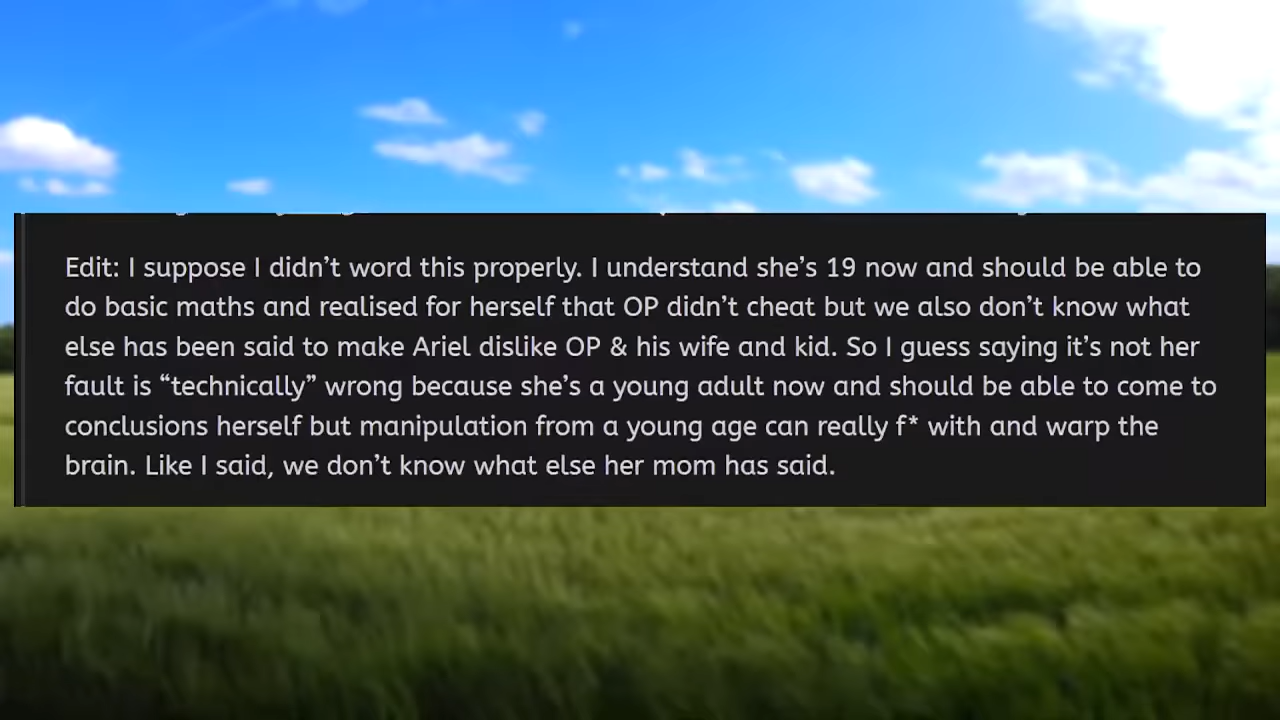 Edit: I suppose I didn’t word this properly. I understand she’s 19 now and should be able to
do basic maths and realised for herself that OP didn’t cheat but we also don’t know what
else has been said to make Ariel dislike OP & his wife and kid. So I guess saying it’s not her
fault is “technically” wrong because she’s a young adult now and should be able to come to
conclusions herself but manipulation from a young age can really f* with and warp the
brain. Like I said, we don’t know what else her mom has said.